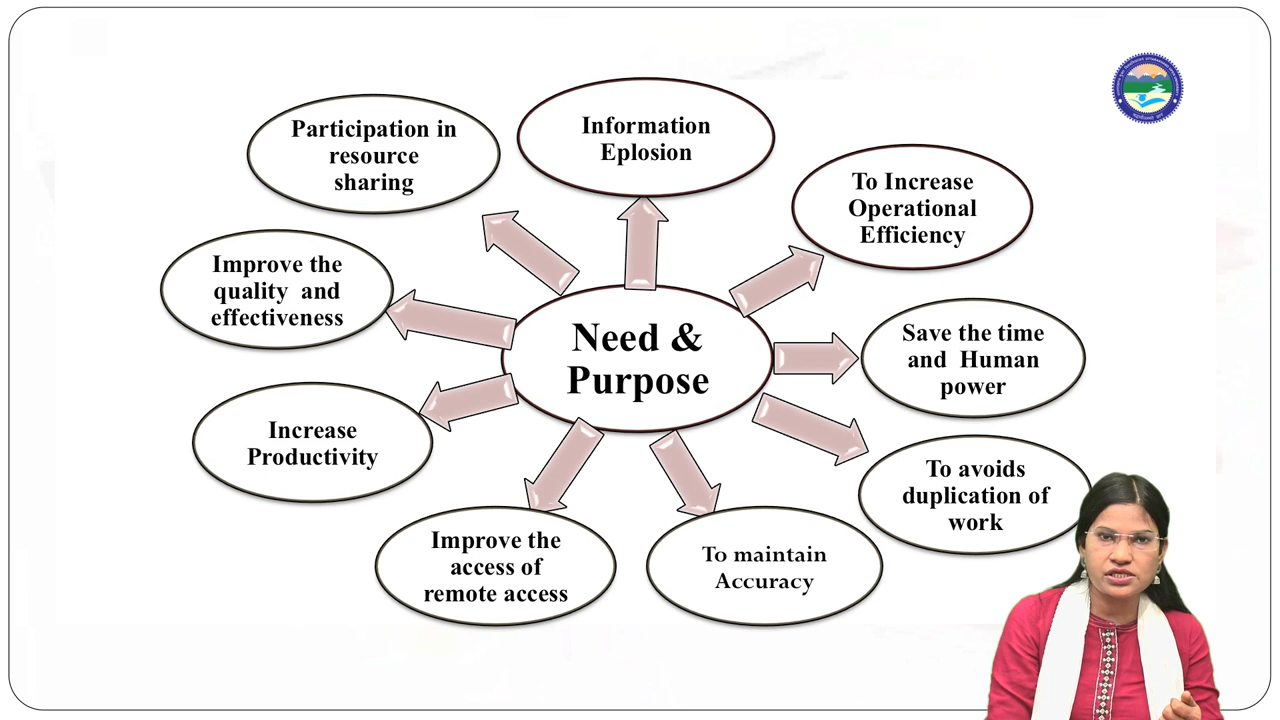 Information
Eplosion
Participation in
resource
sharing
To Increase
Operational
Efficiency
Improve the
quality and
effectiveness
Need &
Purpose
Save the time
and Human
power
Increase
Productivity
To avoids
duplication of
work
Improve the
access of
remote access
To maintain
Accuracy